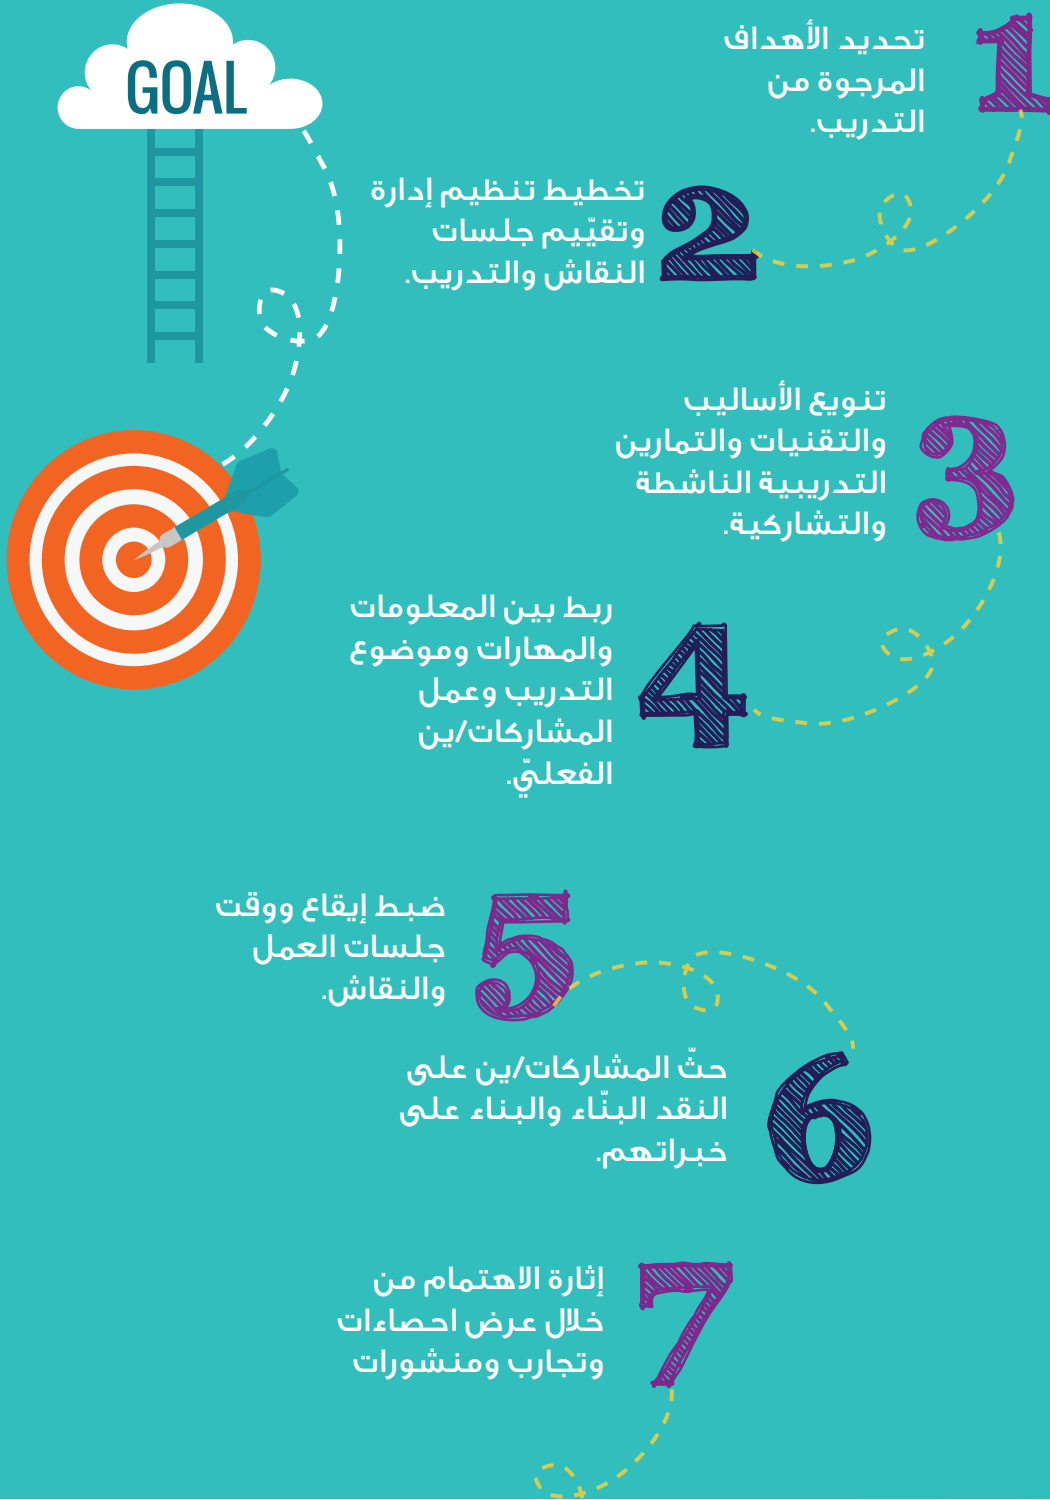 GOAL
1
تحديد الأهداف
المرجوة من
التدريب.
2
تخطيط تنظيم إدارة
وتقيّيم جلسات
النقاش والتدريب.
3
تنويع الأساليب
والتقنيات والتمارين
التدريبية الناشطة
والتشاركية.
4
ربط بين المعلومات
والمهارات وموضوع
التدريب وعمل
المشاركات/ين
الفعليّ.
5
ضبط إيقاع ووقت
جلسات العمل
والنقاش.
6
حثّ المشاركات/ين على
النقد البنّاء والبناء على
خبراتهم.
7
إثارة الاهتمام من
خلال عرض احصاءات
وتجارب ومنشورات